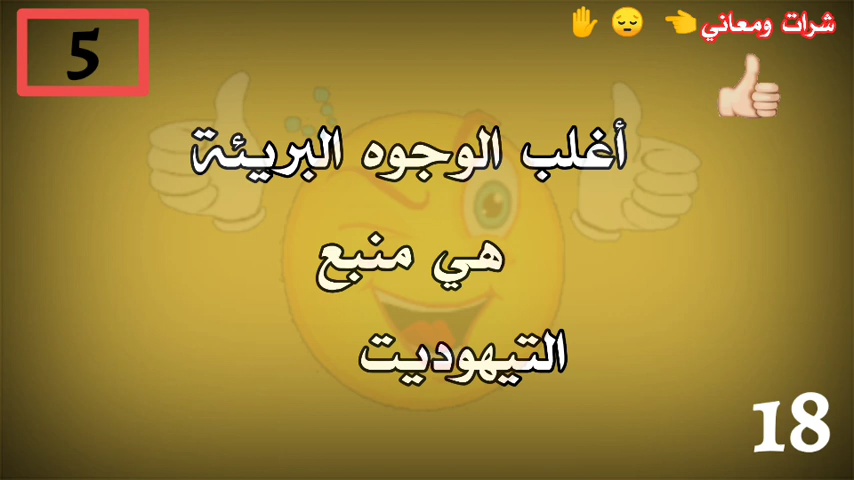 5
شرات ومعاني👈 😔 ✋
أغلب الوجوه البريئة
هي منبع
التيهوديت
18